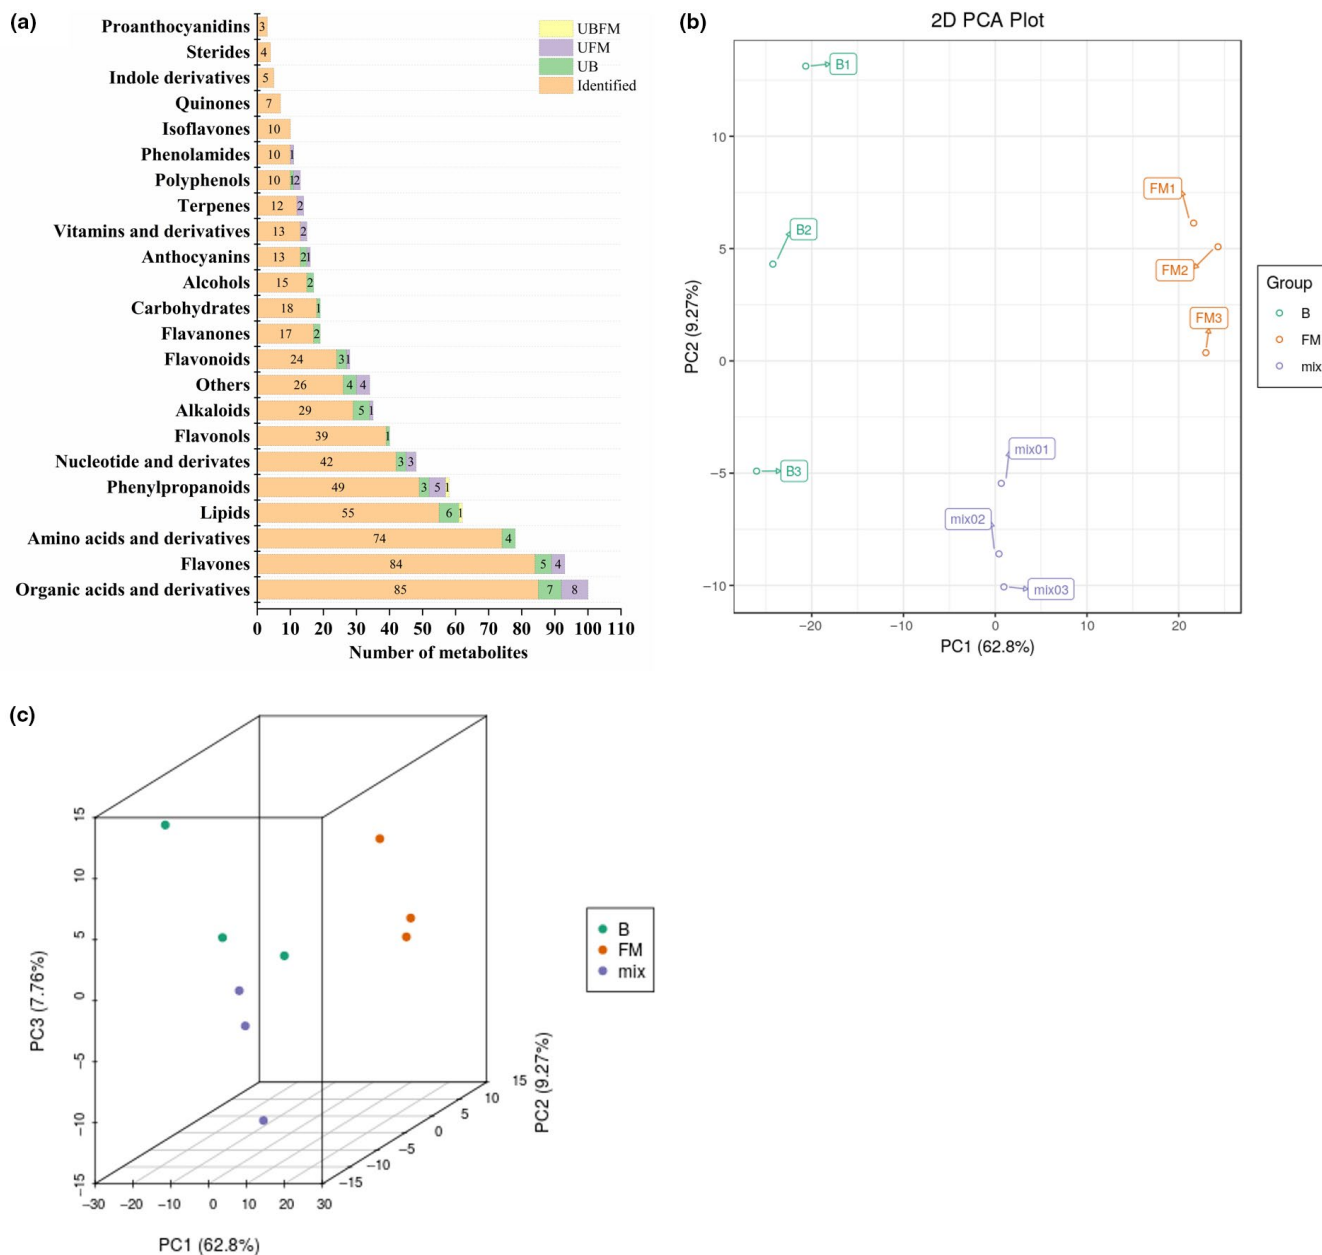 (a)
UBFM
UFM
UB
Identified
Proanthocyanidins 3
Sterides 4
Indole derivatives 5
Quinones 7
Isoflavones 10
Phenolamides 10 1
Polyphenols 10 1 2
Terpenes 12 2
Vitamins and derivatives 13 2
Anthocyanins 13 2 1
Alcohols 15 2
Carbohydrates 18 1
Flavanones 17 2
Flavonoids 24 3 1
Others 26 4 4
Alkaloids 29 5 1
Flavonols 39 1
Nucleotide and derivates 42 3 3
Phenylpropanoids 49 3 5 1
Lipids 55 6 1
Amino acids and derivatives 74 4
Flavones 84 5 4
Organic acids and derivatives 85 7 8
0 10 20 30 40 50 60 70 80 90 100 110
Number of metabolites
(b)
2D PCA Plot
B1
FM1
B2
FM2
FM3
mix01
B3
mix02
mix03
10
5
0
−5
−10
PC2 (9.27%)
−20 −10 0 10 20
PC1 (62.8%)
Group
B
FM
mix
(c)
15
10
5
0
−5
−10
−15
PC3 (7.76%)
−30 −20 −10 0 10 20 30
PC1 (62.8%)
15
10
5
0
−5
−10
−15
PC2 (9.27%)
B
FM
mix